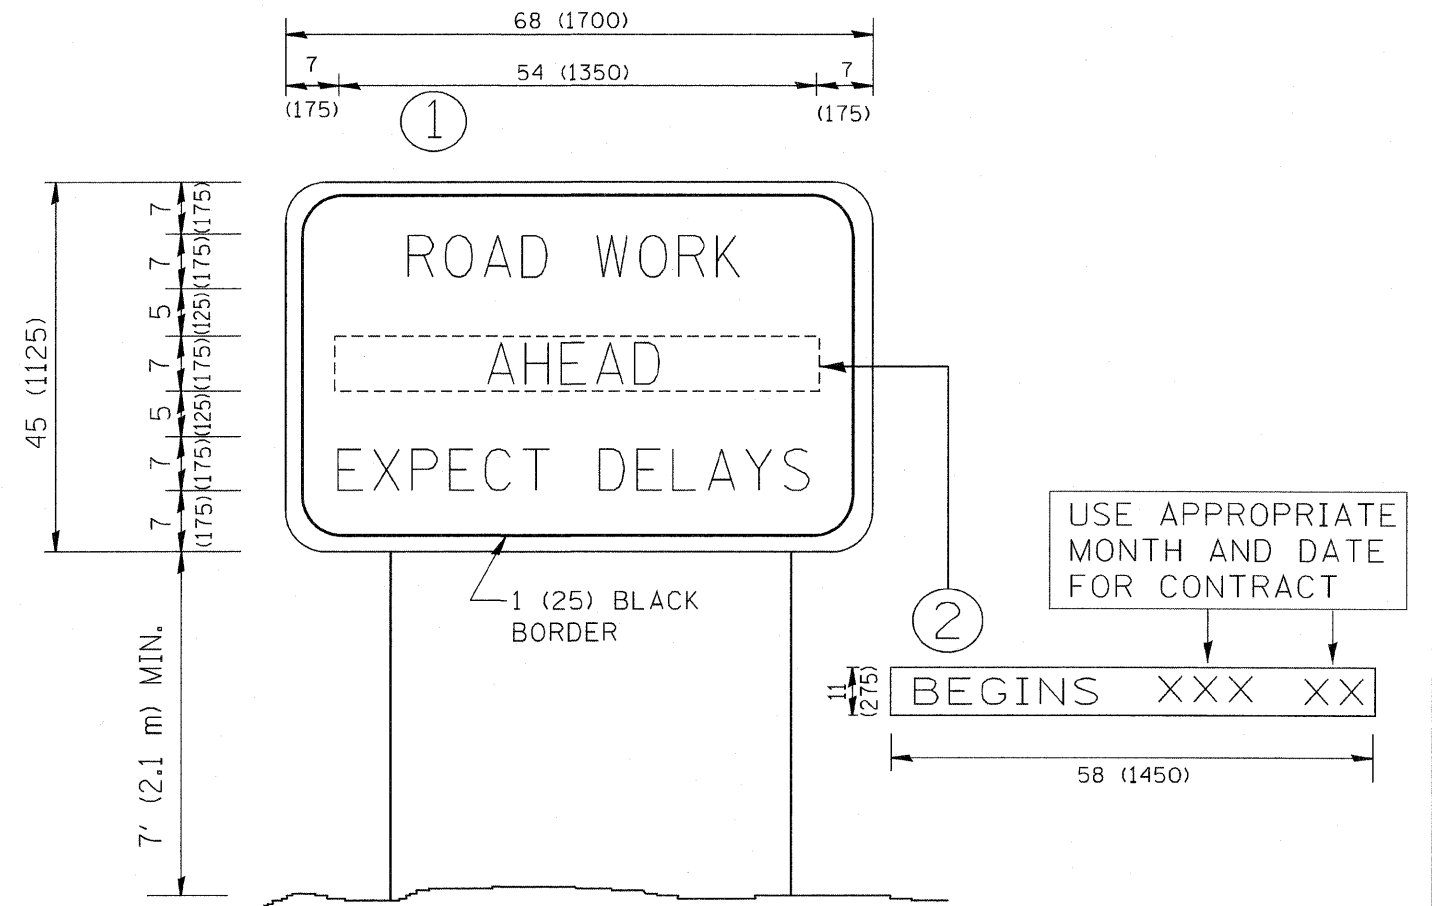 68 (1700)
7
54 (1350)
7
(175)
(175)
1
7
(175)
7
(175)
5
(125)
7
(175)
5
(125)
7
(175)
7
(175)
45 (1125)
ROAD WORK
AHEAD
EXPECT DELAYS
1 (25) BLACK
BORDER
7' (2.1 m) MIN.
USE APPROPRIATE
MONTH AND DATE
FOR CONTRACT
2
11
(275)
BEGINS XXX XX
58 (1450)